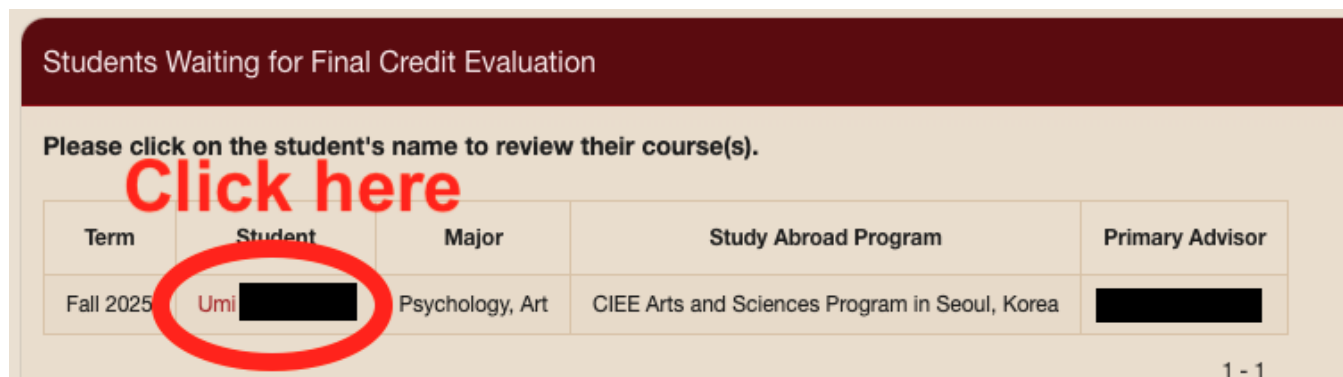 Students Waiting for Final Credit Evaluation
Please click on the student's name to review their course(s).
Click here
Term Student Major Study Abroad Program Primary Advisor
Fall 2025 Umi Psychology, Art CIEE Arts and Sciences Program in Seoul, Korea
1 - 1